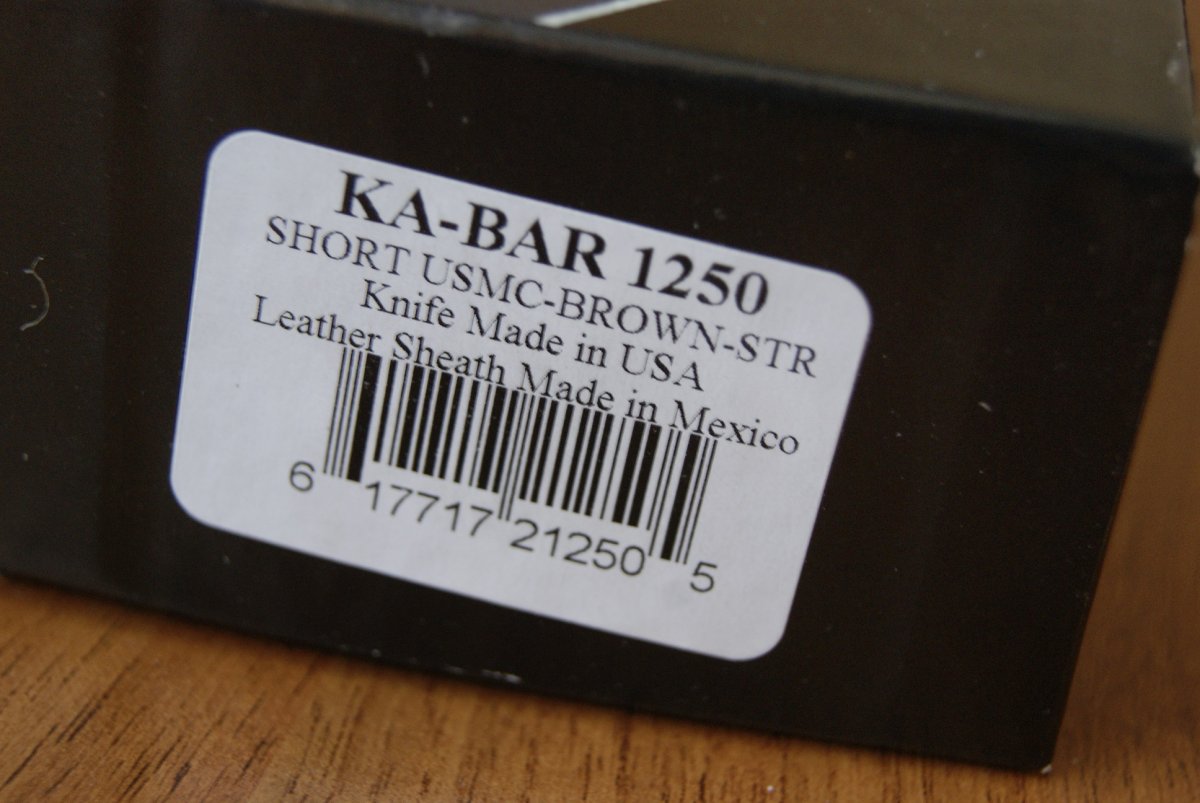 KA-BAR 1250
SHORT USMC-BROWN-STR
Knife Made in USA
Leather Sheath Made in Mexico
6 17717 21250 5